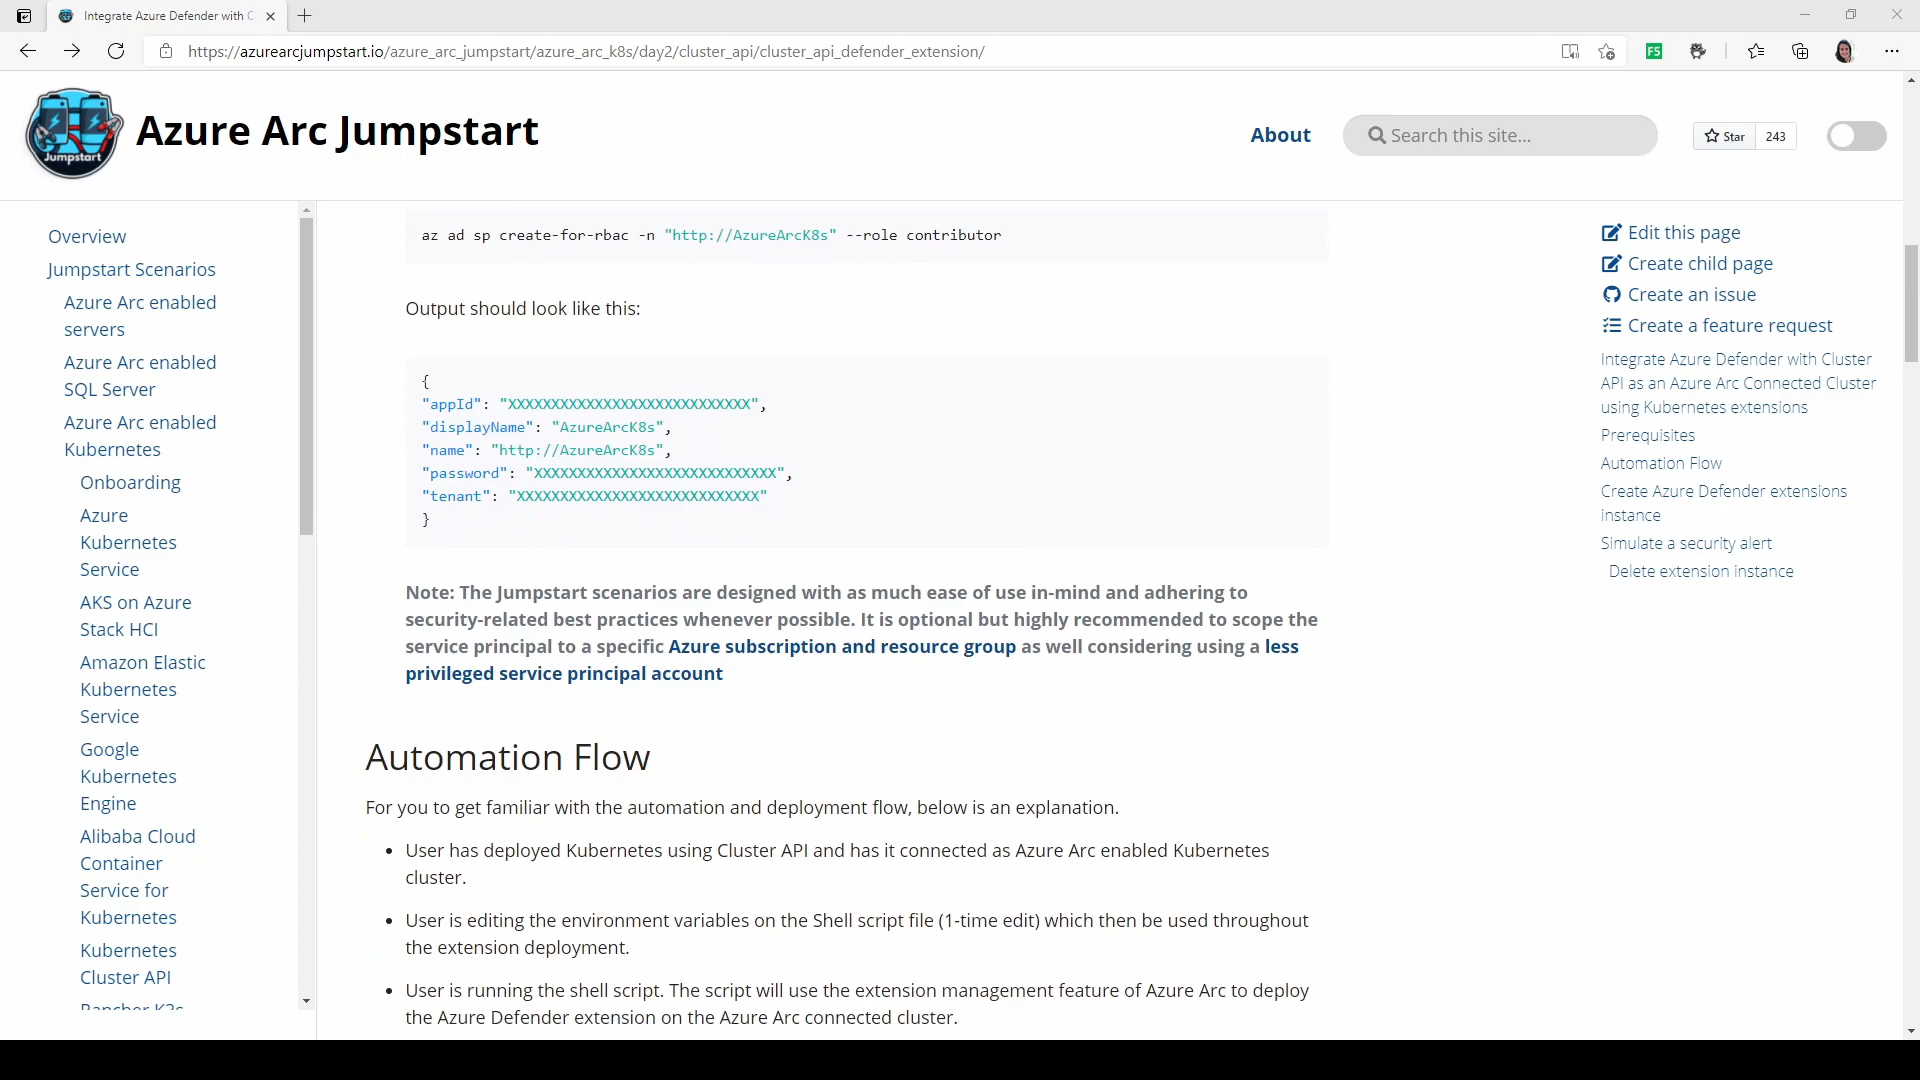 Integrate Azure Defender with C
https://azurearcjumpstart.io/azure_arc_jumpstart/azure_arc_k8s/day2/cluster_api/cluster_api_defender_extension/
F5
Jumpstart
Azure Arc Jumpstart
About
Search this site...
Star
243
Overview
Jumpstart Scenarios
Azure Arc enabled
servers
Azure Arc enabled
SQL Server
Azure Arc enabled
Kubernetes
Onboarding
Azure
Kubernetes
Service
AKS on Azure
Stack HCI
Amazon Elastic
Kubernetes
Service
Google
Kubernetes
Engine
Alibaba Cloud
Container
Service for
Kubernetes
Kubernetes
Cluster API
Rancher K3s
az ad sp create-for-rbac -n "http://AzureArcK8s" --role contributor
Output should look like this:
{
"appId": "XXXXXXXXXXXXXXXXXXXXXXXXXXXX",
"displayName": "AzureArcK8s",
"name": "http://AzureArcK8s",
"password": "XXXXXXXXXXXXXXXXXXXXXXXXXXXX",
"tenant": "XXXXXXXXXXXXXXXXXXXXXXXXXXXX"
}
Note: The Jumpstart scenarios are designed with as much ease of use in-mind and adhering to
security-related best practices whenever possible. It is optional but highly recommended to scope the
service principal to a specific Azure subscription and resource group as well considering using a less
privileged service principal account
Automation Flow
For you to get familiar with the automation and deployment flow, below is an explanation.
• User has deployed Kubernetes using Cluster API and has it connected as Azure Arc enabled Kubernetes
cluster.
• User is editing the environment variables on the Shell script file (1-time edit) which then be used throughout
the extension deployment.
• User is running the shell script. The script will use the extension management feature of Azure Arc to deploy
the Azure Defender extension on the Azure Arc connected cluster.
Edit this page
Create child page
Create an issue
Create a feature request
Integrate Azure Defender with Cluster
API as an Azure Arc Connected Cluster
using Kubernetes extensions
Prerequisites
Automation Flow
Create Azure Defender extensions
instance
Simulate a security alert
Delete extension instance